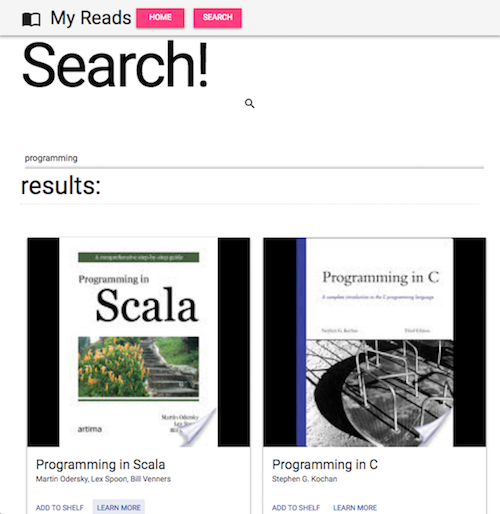 My Reads HOME SEARCH
Search!
programming
results:
A comprehensive step-by-step guide
Programming in
Scala
artima
Martin Odersky
Lex Spoon
Programming in C
A complete introduction to the C programming language
Stephen G. Kochan Third Edition
Programming in Scala
Martin Odersky, Lex Spoon, Bill Venners
ADD TO SHELF LEARN MORE
Programming in C
Stephen G. Kochan
ADD TO SHELF LEARN MORE